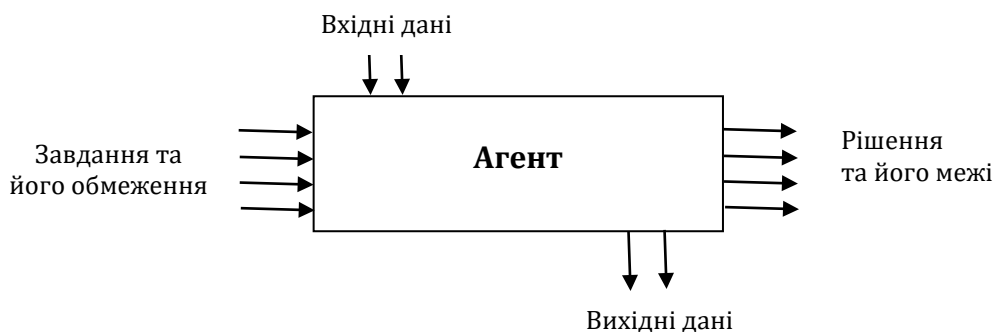 Вхідні дані
Завдання та
його обмеження
Агент
Рішення
та його межі
Вихідні дані